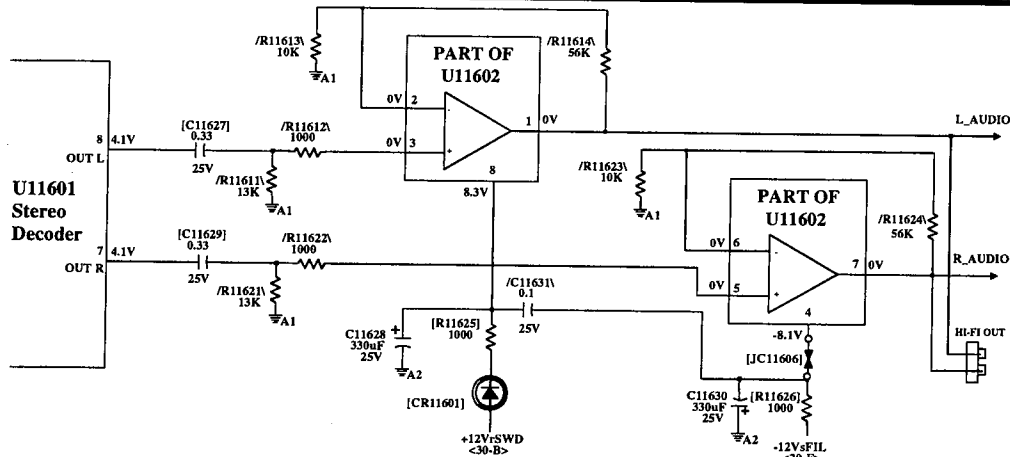 /R11613\
10K
A1
/R11614\
56K
PART OF
U11602
0V
2
-
0V
3
+
1
0V
8
8.3V
8
4.1V
OUT L
[C11627]
0.33
25V
/R11612\
1000
/R11611\
13K
A1
L_AUDIO
U11601
Stereo
Decoder
7
4.1V
OUT R
[C11629]
0.33
25V
/R11622\
1000
/R11621\
13K
A1
/R11623\
10K
A1
PART OF
U11602
0V
6
-
0V
5
+
7
0V
4
-8.1V
/R11624\
56K
R_AUDIO
HI-FI OUT
/C11631\
0.1
25V
C11628
330uF
25V
+
A2
[R11625]
1000
[CR11601]
+12VrSWD
<30-B>
[JC11606]
C11630
330uF
25V
+
A2
[R11626]
1000
-12VsFIL